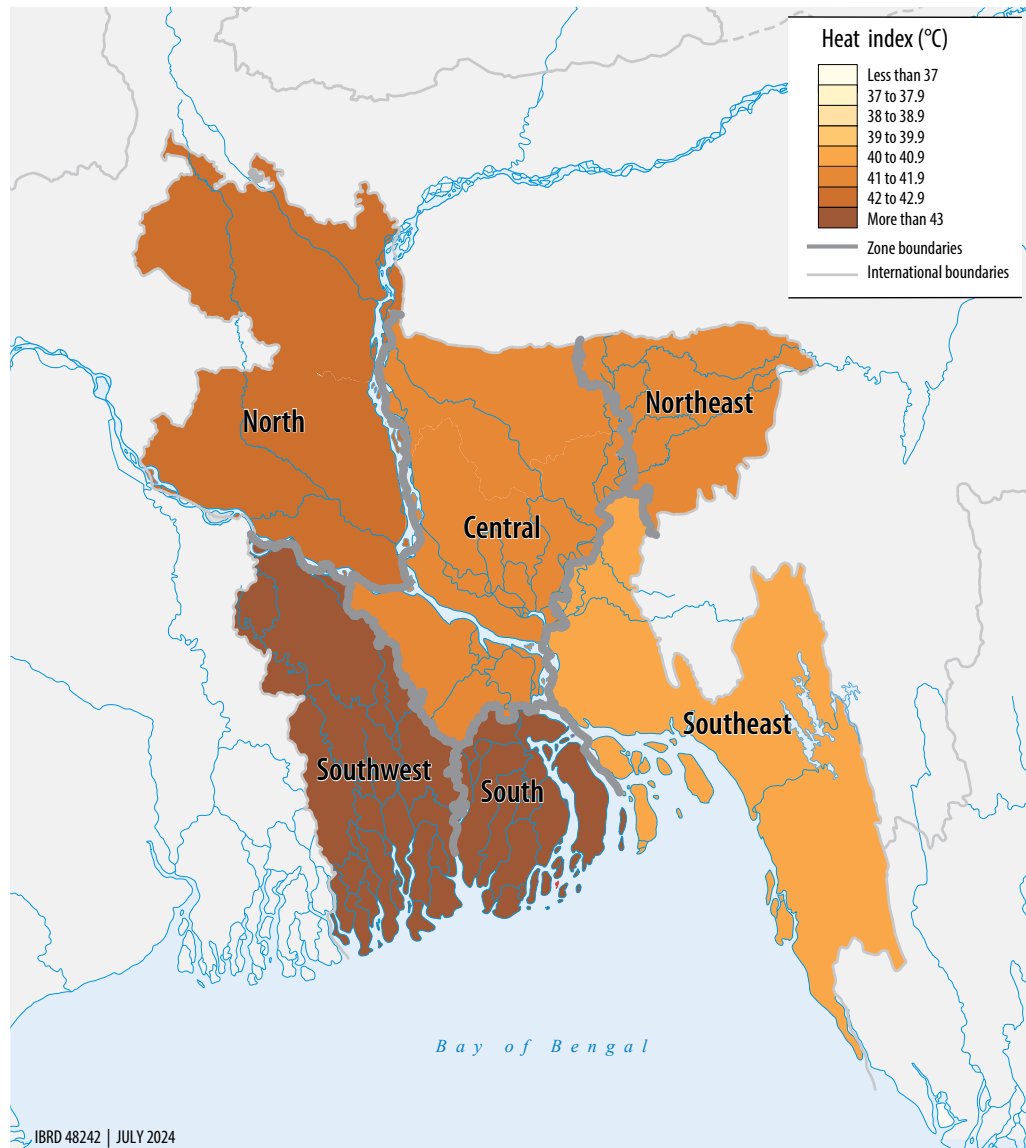 Heat index (°C)
Less than 37
37 to 37.9
38 to 38.9
39 to 39.9
40 to 40.9
41 to 41.9
42 to 42.9
More than 43
Zone boundaries
International boundaries
North
Northeast
Central
Southeast
Southwest
South
Bay of Bengal
IBRD 48242 | JULY 2024